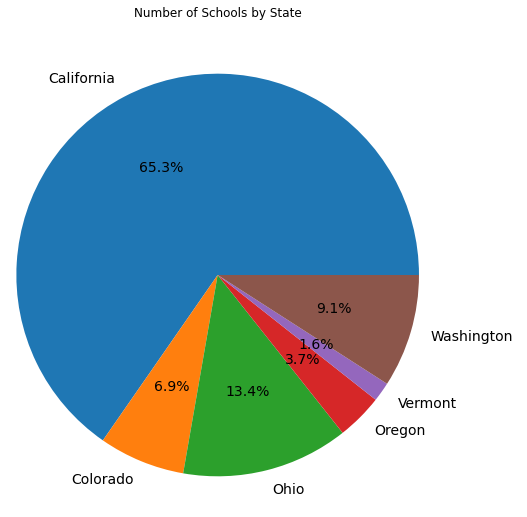 Number of Schools by State
California
65.3%
9.1%
Washington
1.6%
3.7%
6.9%
13.4%
Vermont
Oregon
Colorado
Ohio